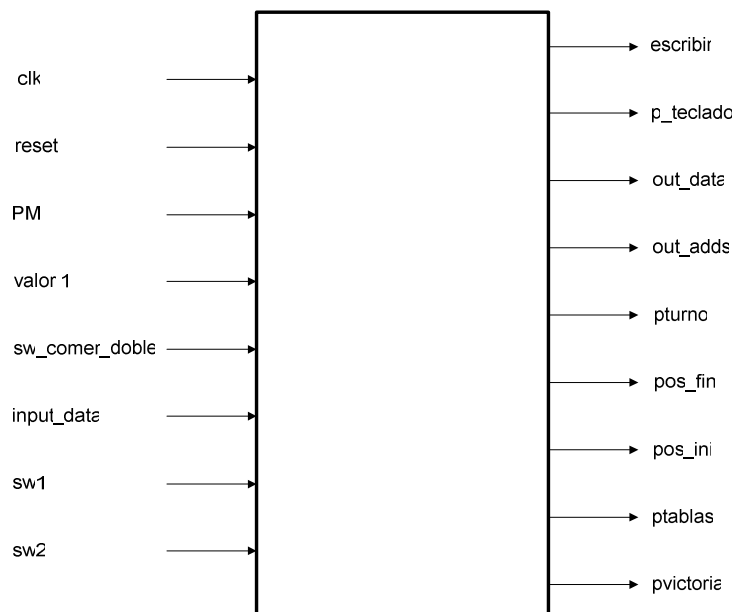 clk
reset
PM
valor 1
sw_comer_doble
input_data
sw1
sw2
escribir
p_teclado
out_data
out_adds
pturno
pos_fin
pos_ini
ptablas
pvictoria